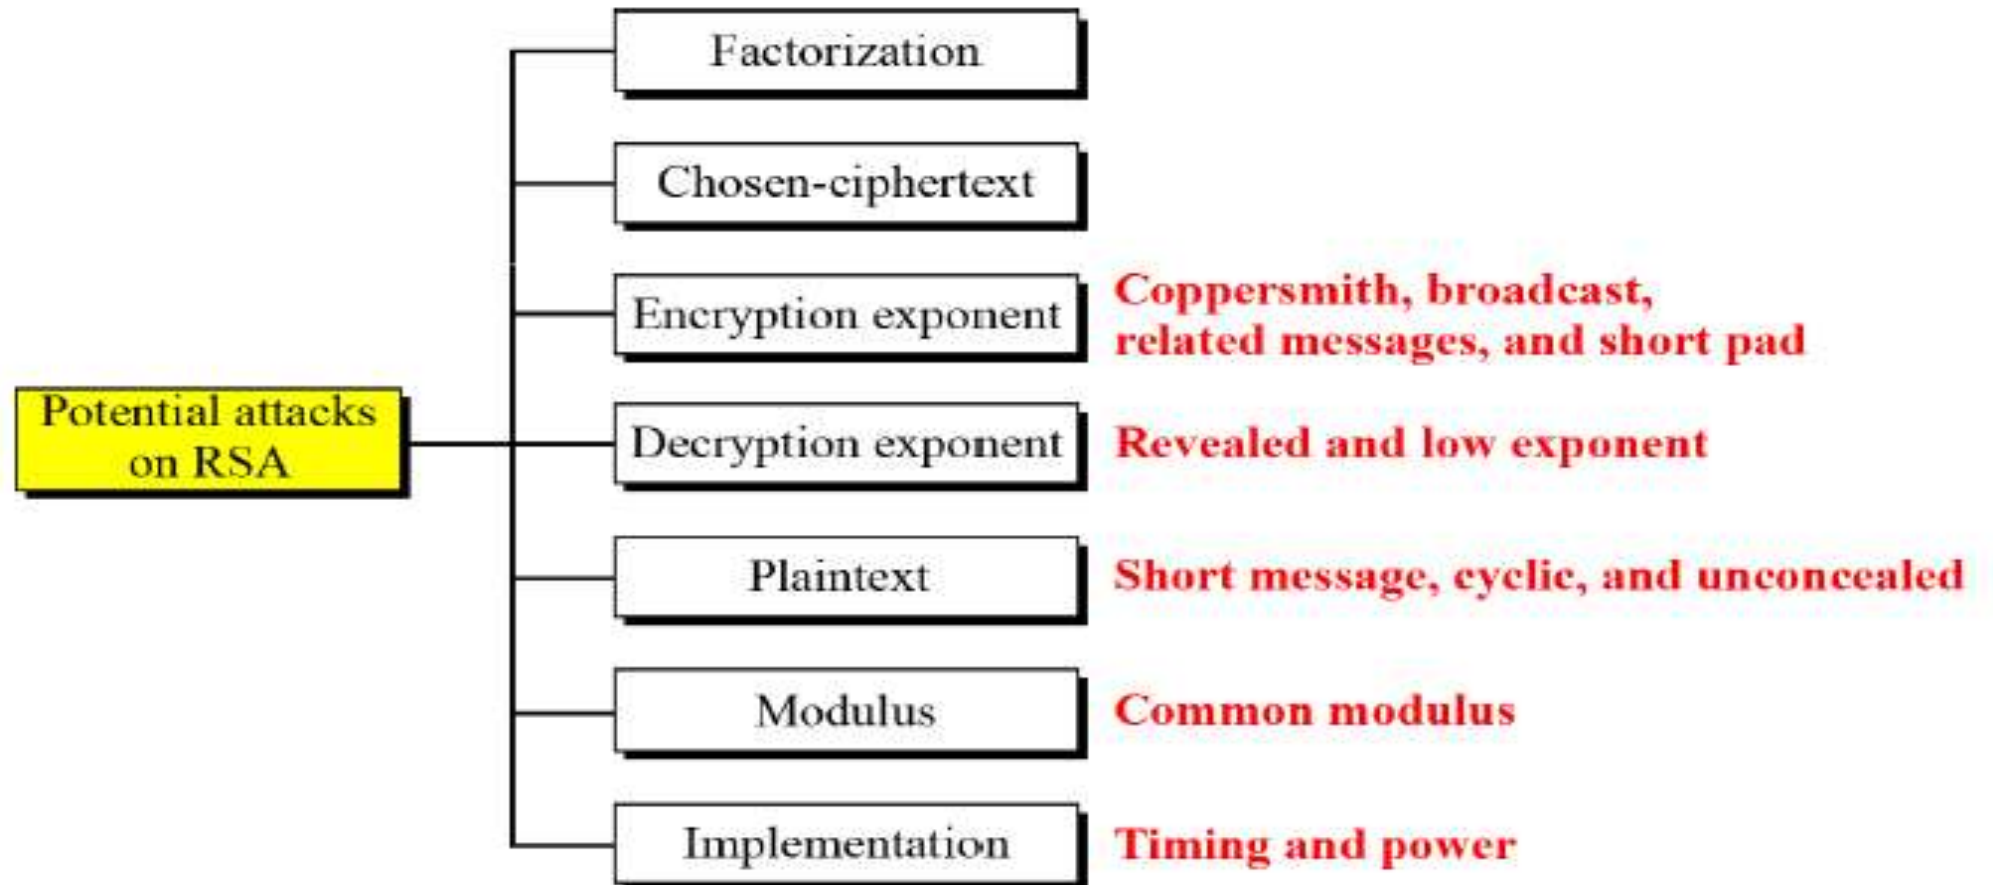 Factorization
Chosen-ciphertext
Encryption exponent
Coppersmith, broadcast,
related messages, and short pad
Potential attacks
on RSA
Decryption exponent
Revealed and low exponent
Plaintext
Short message, cyclic, and unconcealed
Modulus
Common modulus
Implementation
Timing and power